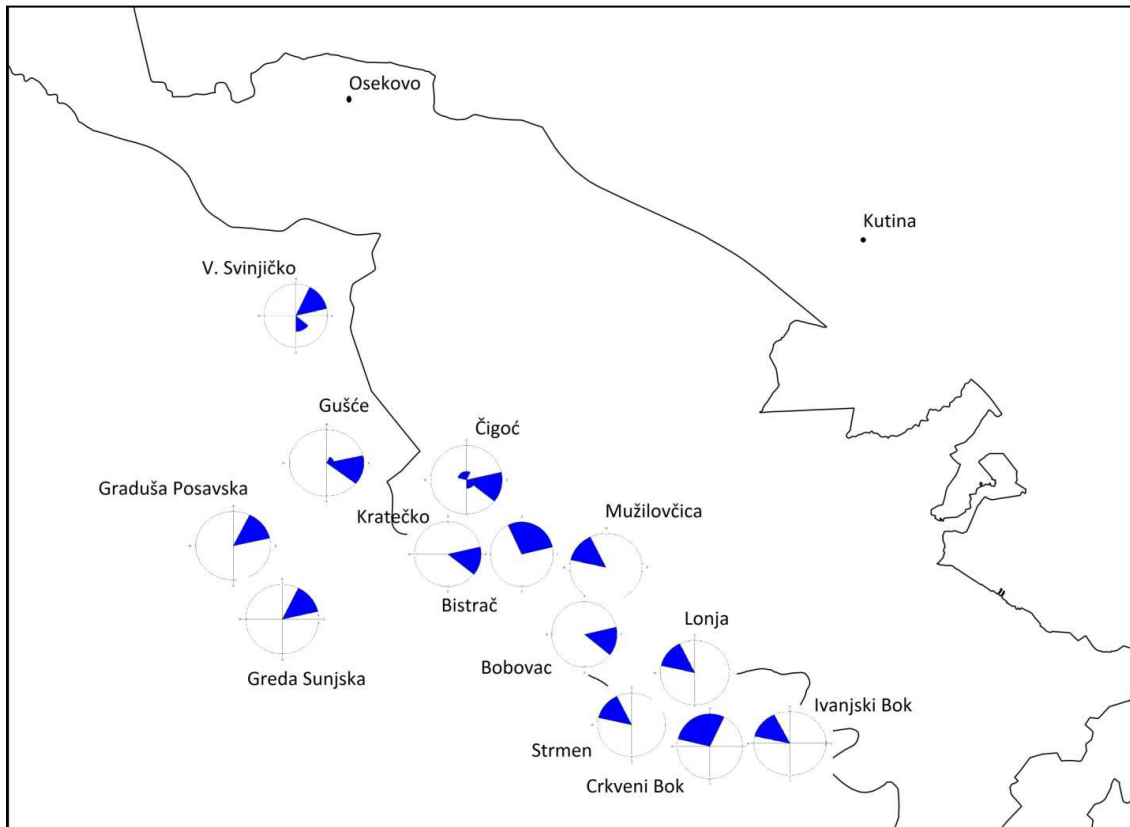 Osekovo
Kutina
V. Svinjičko
Gušće
Čigoć
Graduša Posavska
Kratečko
Mužilovčica
Bistrač
Lonja
Bobovac
Greda Sunjska
Ivanjski Bok
Strmen
Crkveni Bok